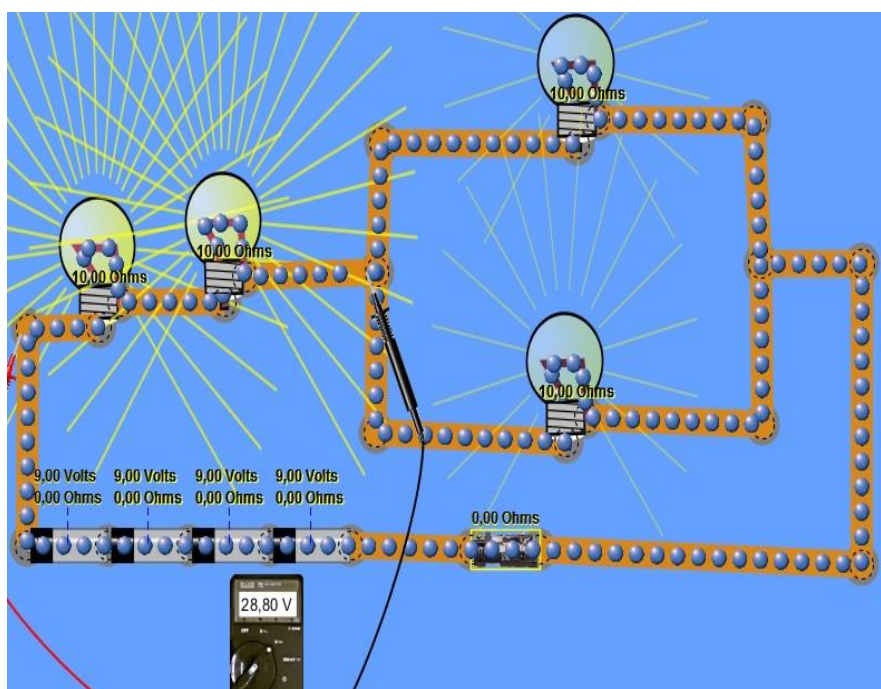 10,00 Ohms
10,00 Ohms
10,00 Ohms
10,00 Ohms
9,00 Volts 9,00 Volts 9,00 Volts 9,00 Volts
0,00 Ohms 0,00 Ohms 0,00 Ohms 0,00 Ohms
0,00 Ohms
28,80 V
OFF